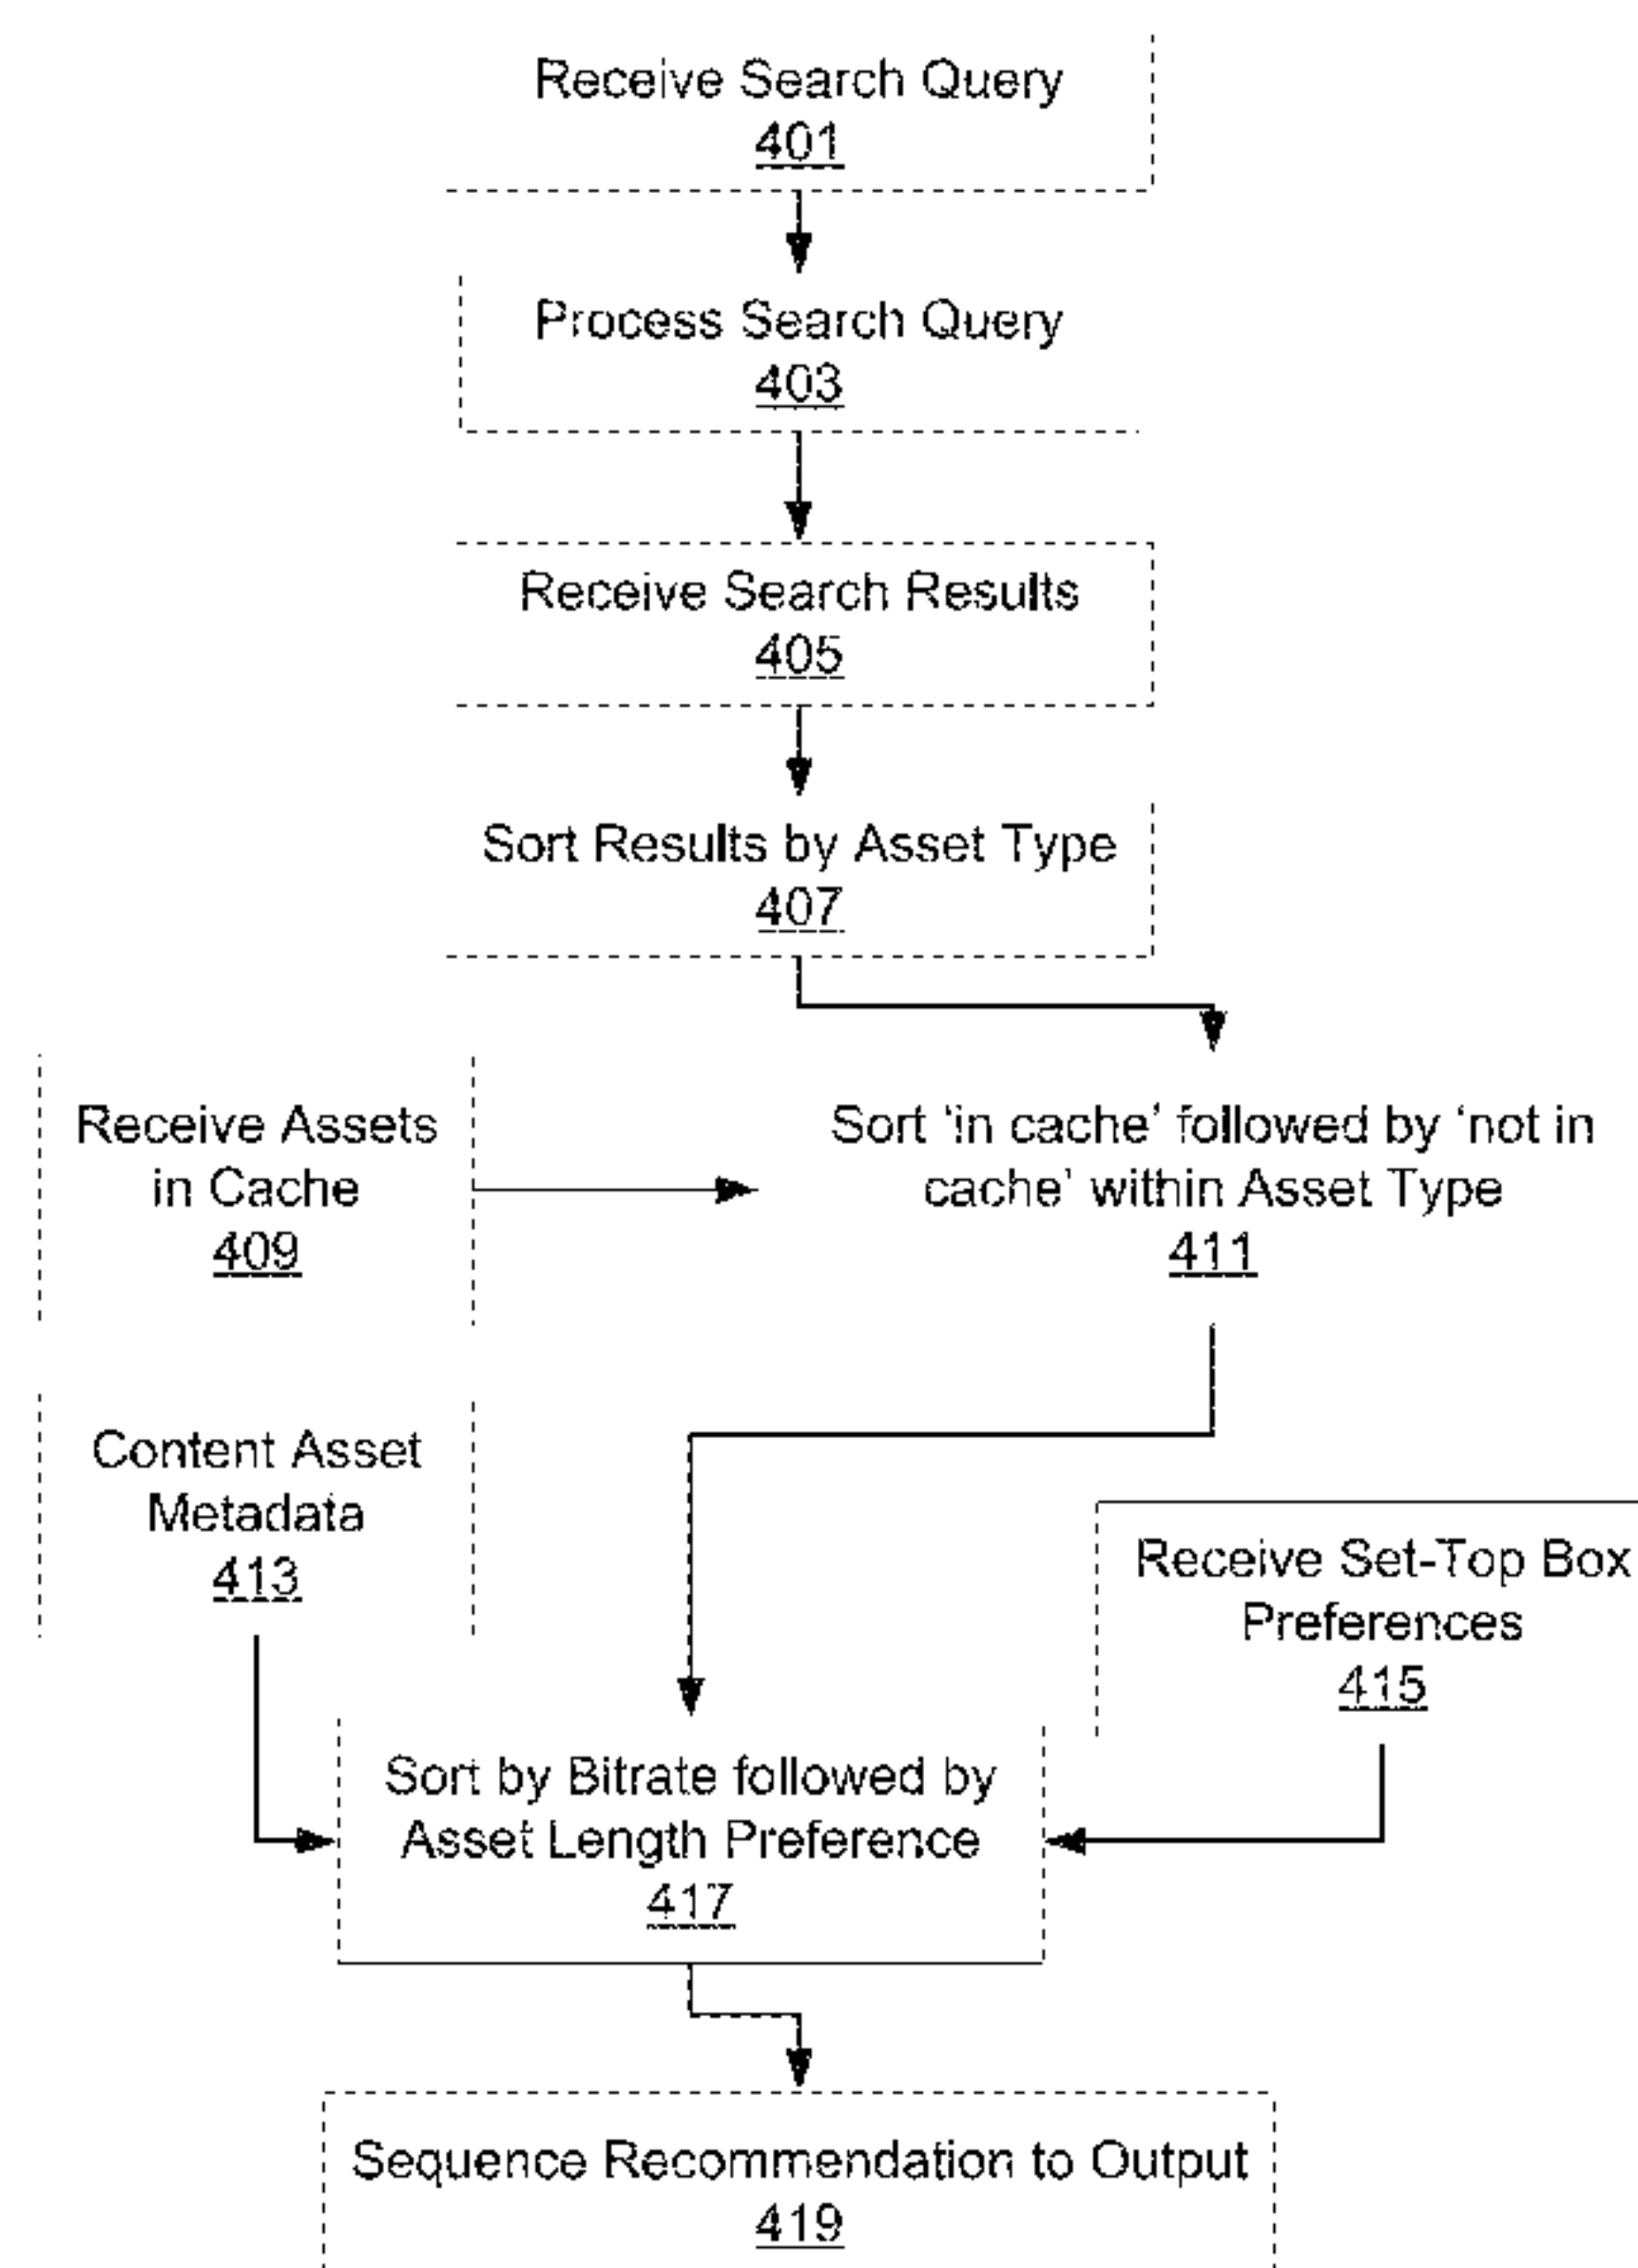 Receive Search Query
401
Process Search Query
403
Receive Search Results
405
Sort Results by Asset Type
407
Receive Assets
in Cache
409
Sort ‘in cache’ followed by ‘not in
cache’ within Asset Type
411
Content Asset
Metadata
413
Receive Set-Top Box
Preferences
415
Sort by Bitrate followed by
Asset Length Preference
417
Sequence Recommendation to Output
419